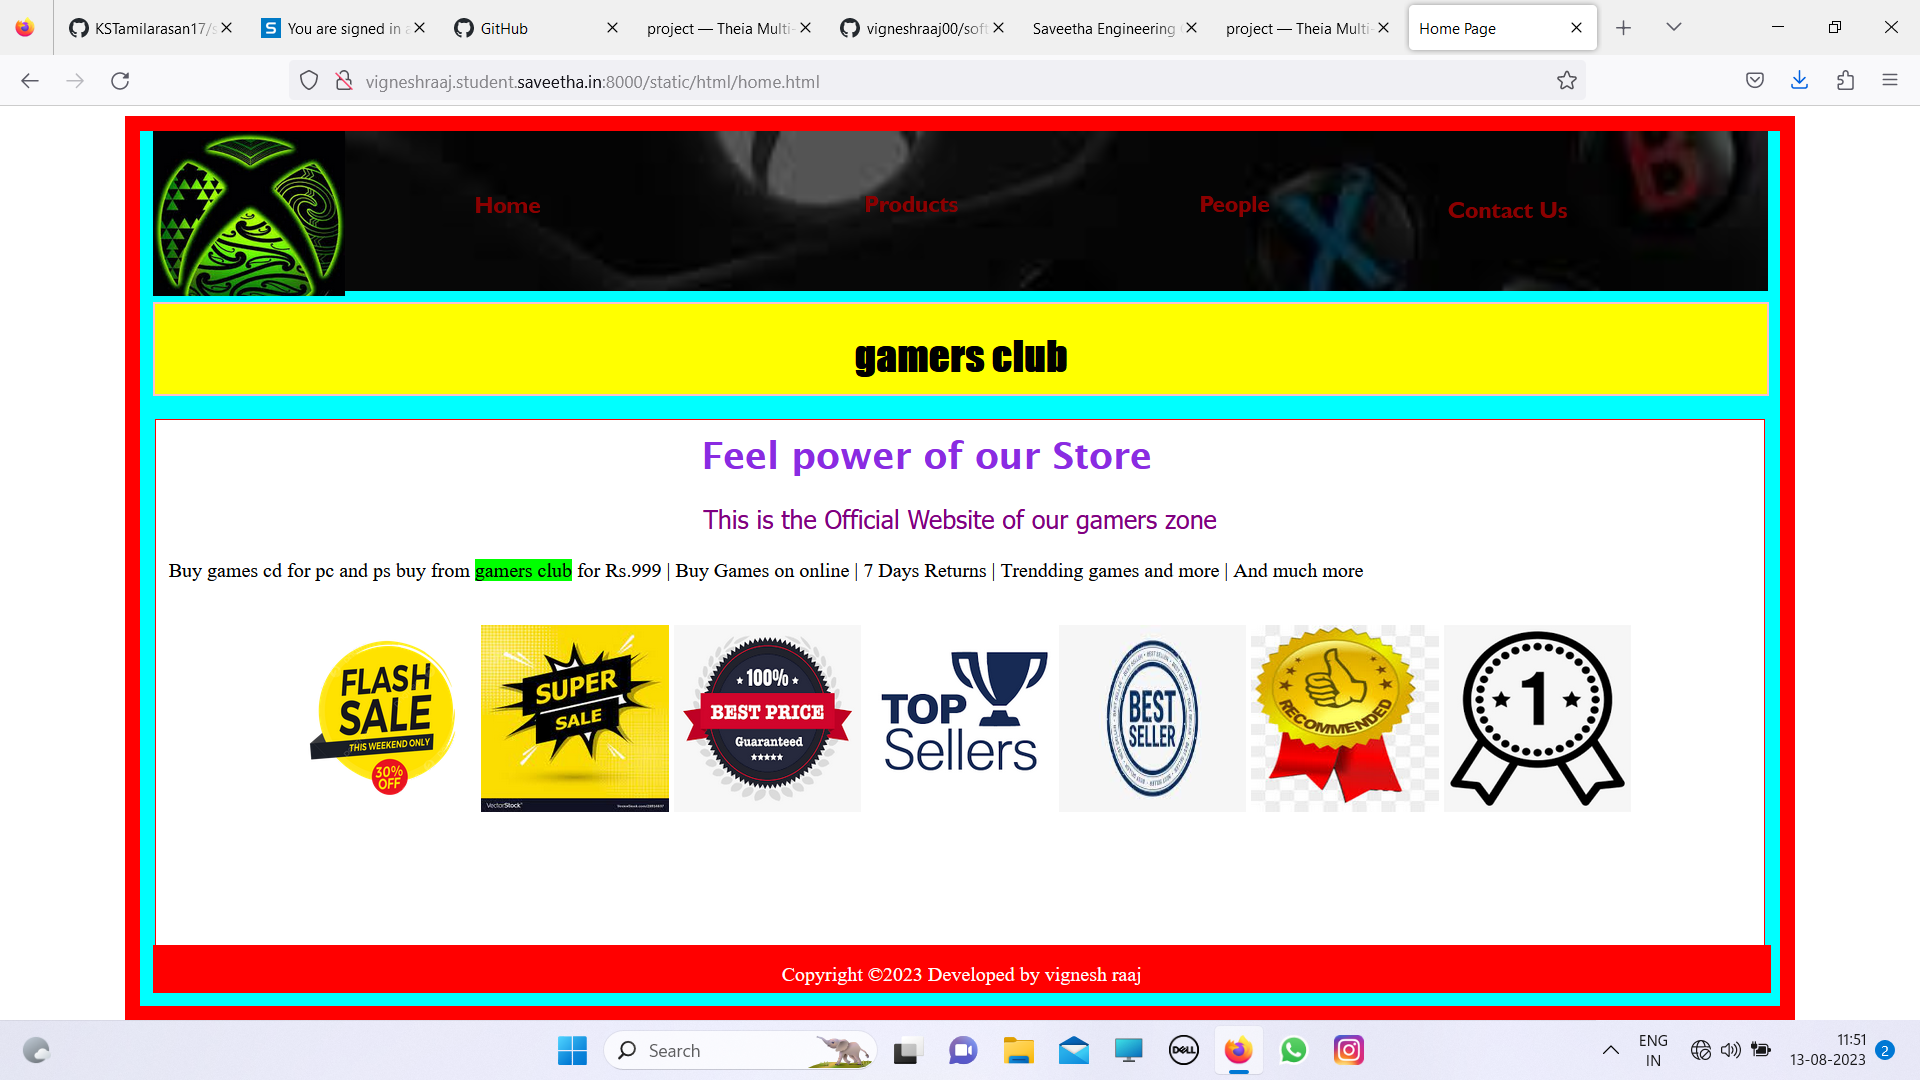 KSTamilarasan17/s
You are signed in a
GitHub
project — Theia Multi-
vigneshraaj00/soft
Saveetha Engineering
project — Theia Multi-
Home Page
vigneshraaj.student.saveetha.in:8000/static/html/home.html
Home
Products
People
Contact Us
X
B
gamers club
Feel power of our Store
This is the Official Website of our gamers zone
Buy games cd for pc and ps buy from gamers club for Rs.999 | Buy Games on online | 7 Days Returns | Trendding games and more | And much more
FLASH
SALE
THIS WEEKEND ONLY
30%
OFF
SUPER
SALE
VectorStock
100%
BEST PRICE
Guaranteed
TOP
Sellers
BEST
SELLER
RECOMMENDED
1
Copyright ©2023 Developed by vignesh raaj
Search
DELL
ENG
IN
11:51
13-08-2023
2